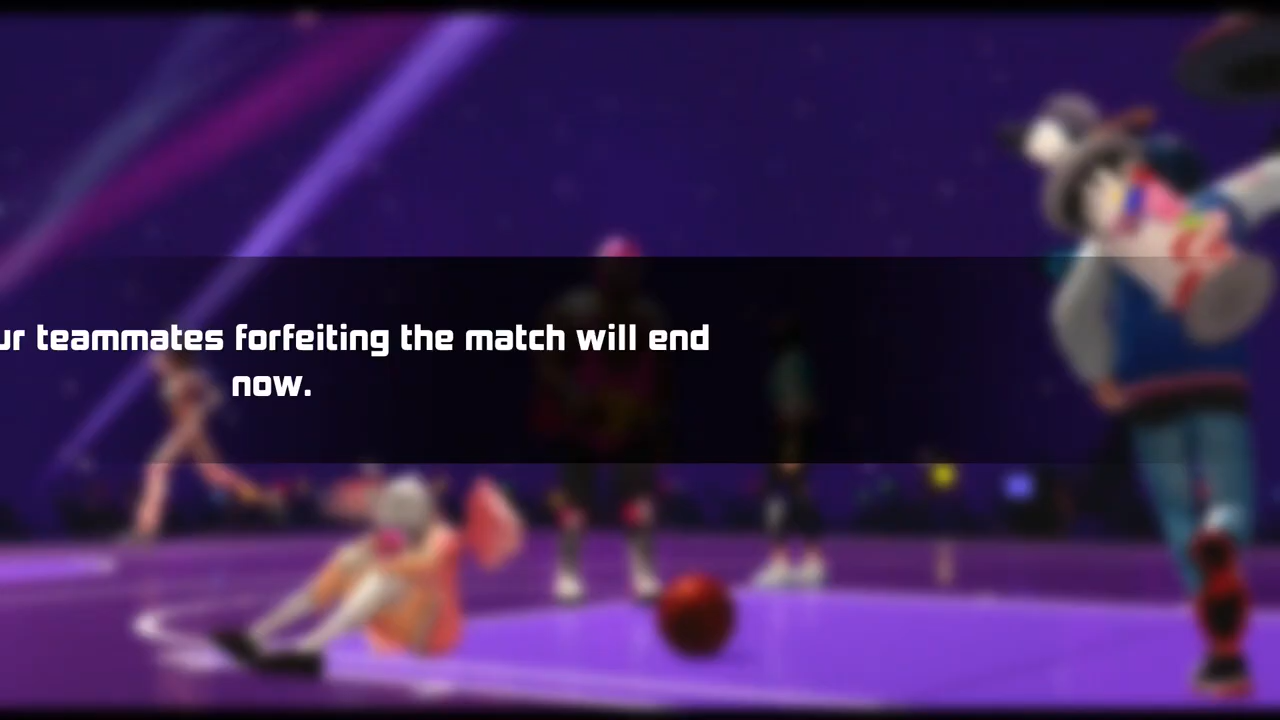 ur teammates forfeiting the match will end
now.